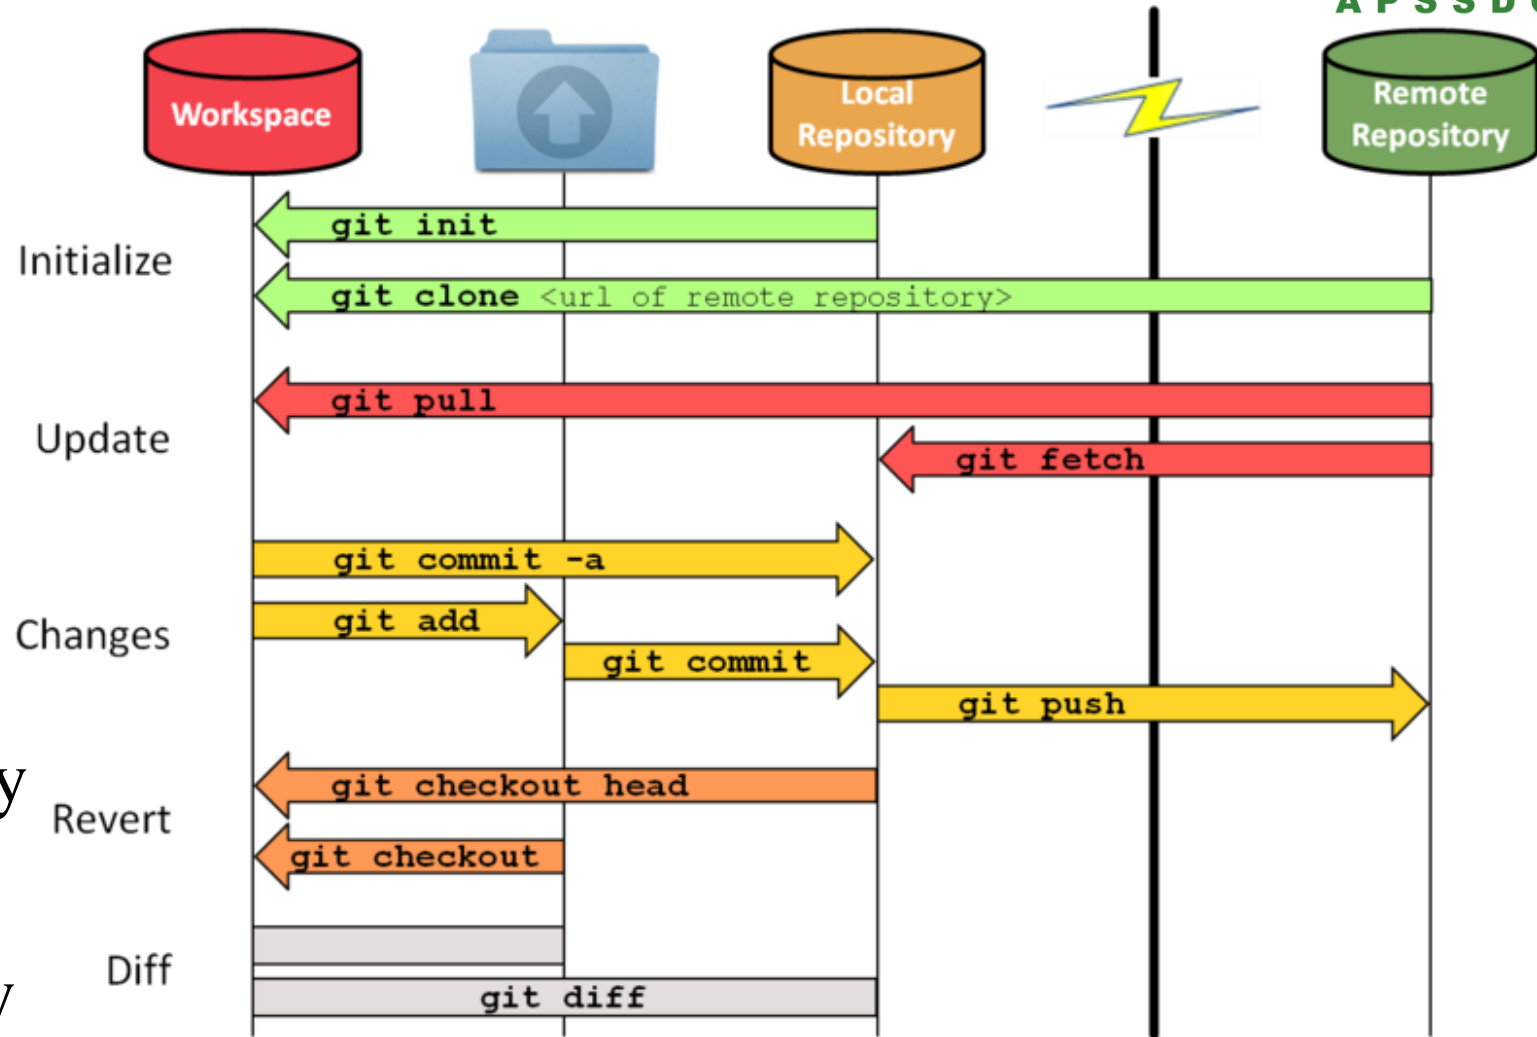 A P S S D
Workspace
Local
Repository
Remote
Repository
Initialize
git init
git clone <url of remote repository>
Update
git pull
git fetch
Changes
git commit -a
git add
git commit
git push
y
Revert
git checkout head
git checkout
Diff
y
git diff